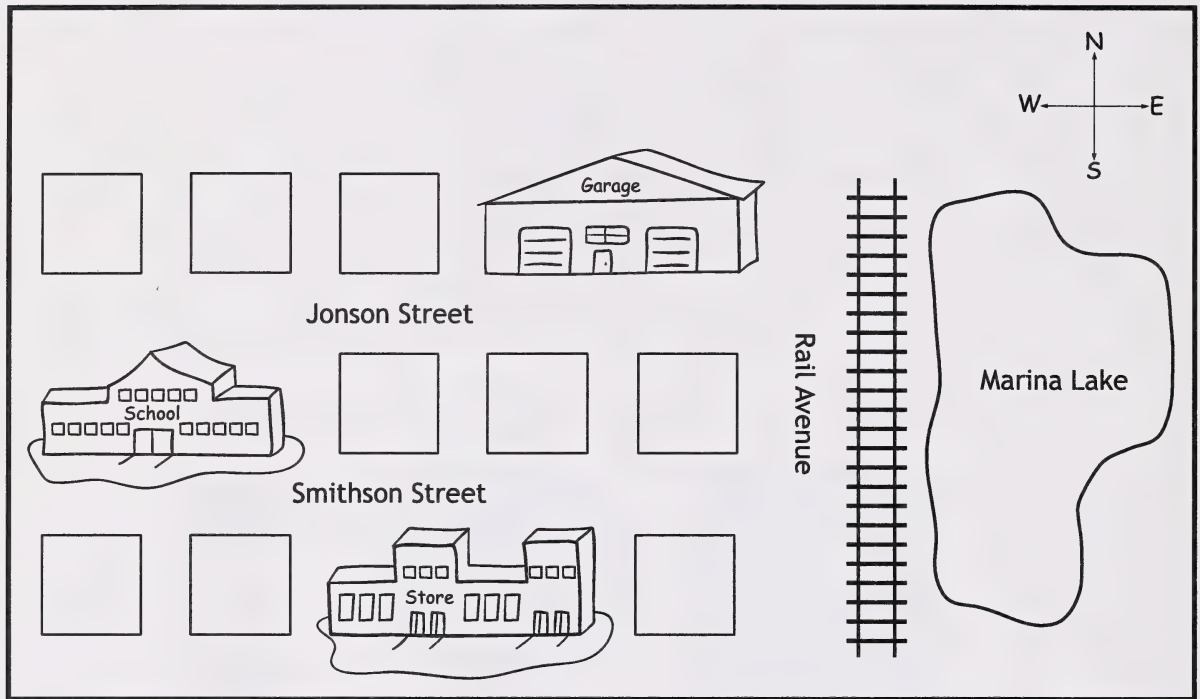 N
W E
S
Garage
Jonson Street
Rail Avenue
Marina Lake
School
Smithson Street
Store